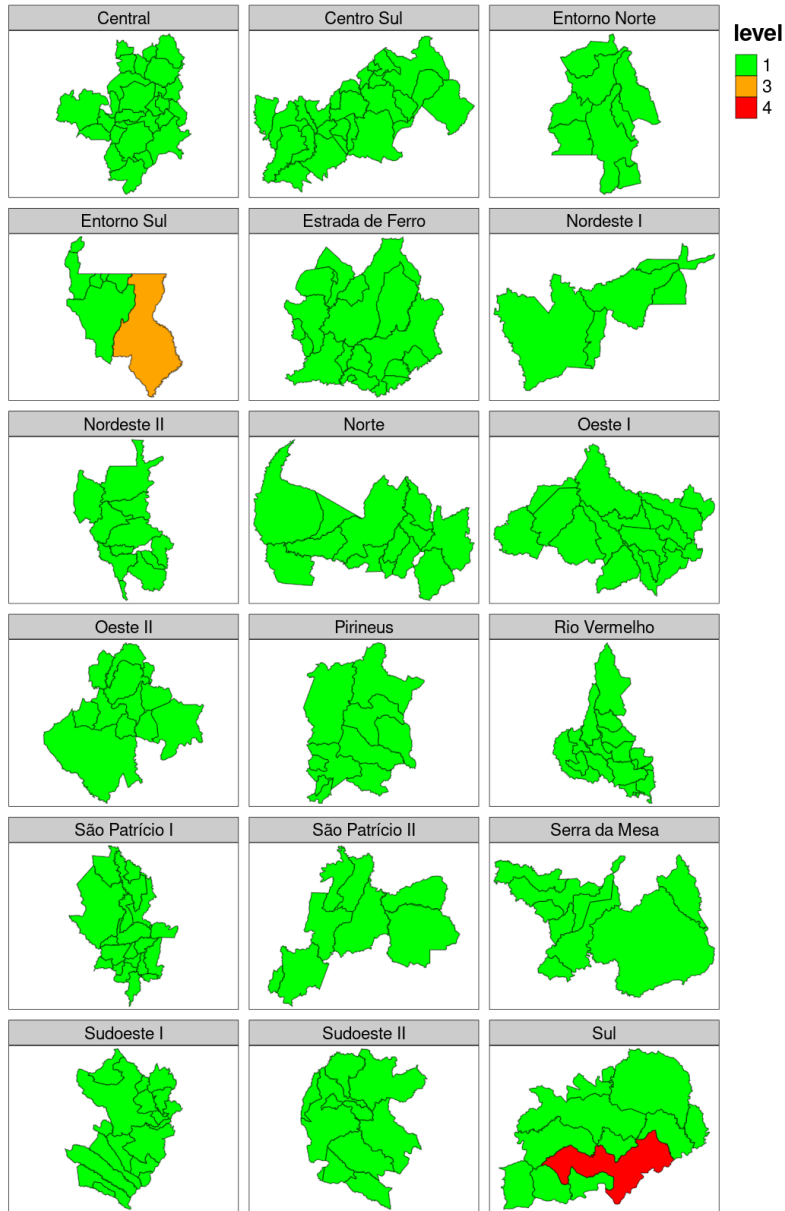 Central
Centro Sul
Entorno Norte
level
1
3
4
Entorno Sul
Estrada de Ferro
Nordeste I
Nordeste II
Norte
Oeste I
Oeste II
Pirineus
Rio Vermelho
São Patrício I
São Patrício II
Serra da Mesa
Sudoeste I
Sudoeste II
Sul